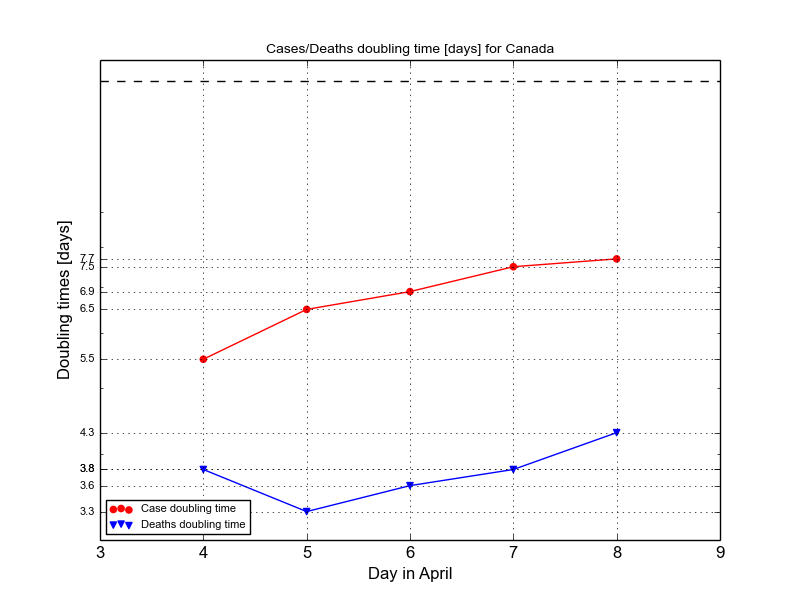 Cases/Deaths doubling time [days] for Canada
Doubling times [days]
7.7
7.5
6.9
6.5
5.5
4.3
3.8
3.6
3.3
Case doubling time
Deaths doubling time
3 4 5 6 7 8 9
Day in April